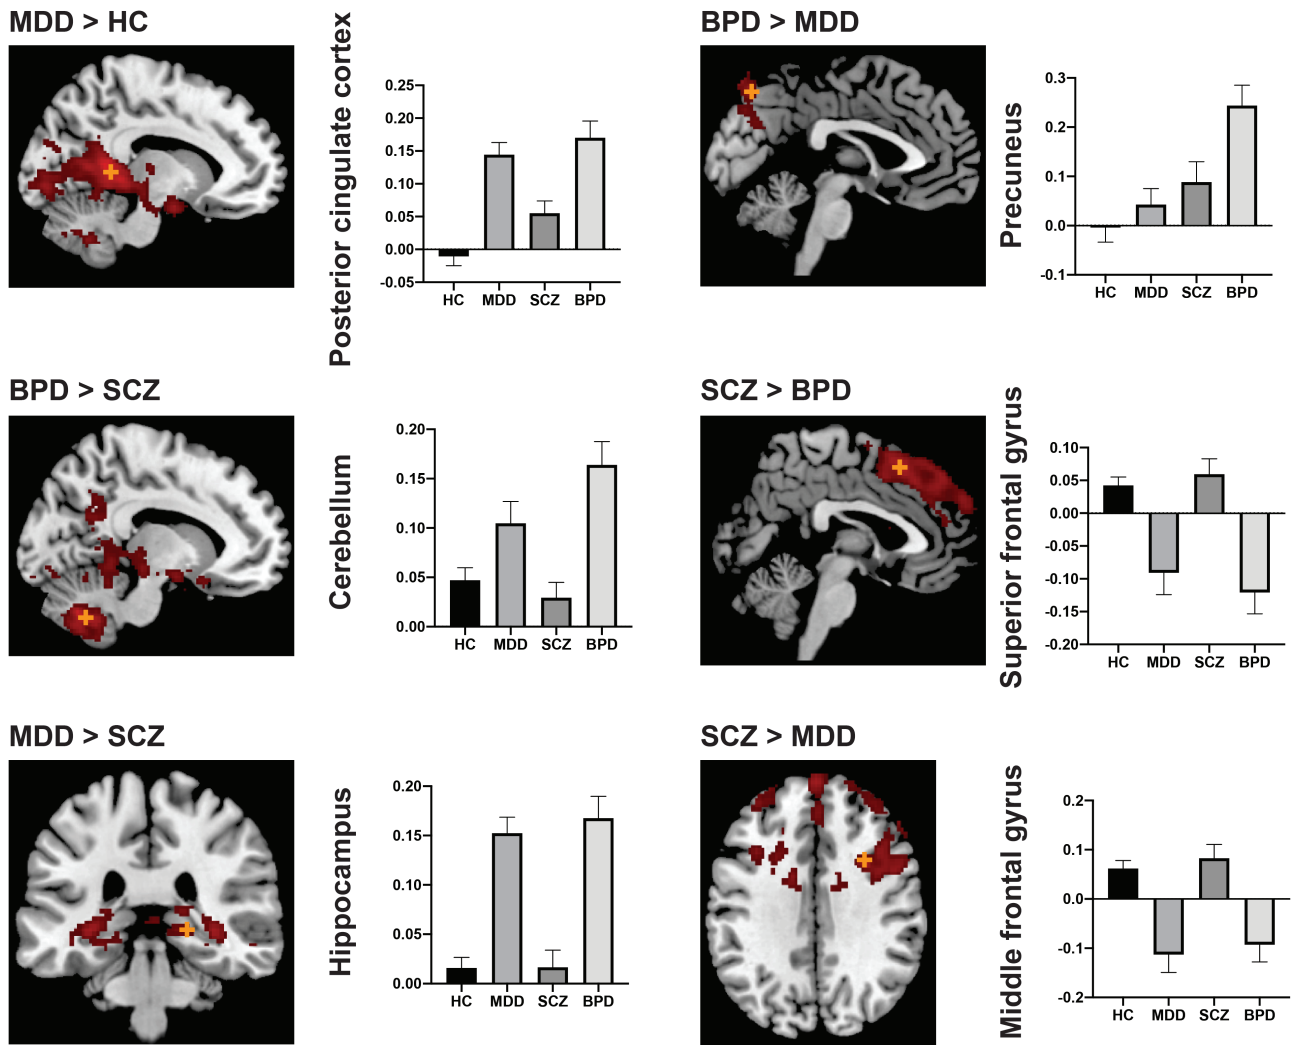 MDD > HC
Posterior cingulate cortex
0.25
0.20
0.15
0.10
0.05
0.00
-0.05
HC MDD SCZ BPD
BPD > MDD
Precuneus
0.3
0.2
0.1
0.0
-0.1
HC MDD SCZ BPD
BPD > SCZ
Cerebellum
0.20
0.15
0.10
0.05
0.00
HC MDD SCZ BPD
SCZ > BPD
Superior frontal gyrus
0.10
0.05
0.00
-0.05
-0.10
-0.15
-0.20
HC MDD SCZ BPD
MDD > SCZ
Hippocampus
0.20
0.15
0.10
0.05
0.00
HC MDD SCZ BPD
SCZ > MDD
Middle frontal gyrus
0.2
0.1
0.0
-0.1
-0.2
HC MDD SCZ BPD